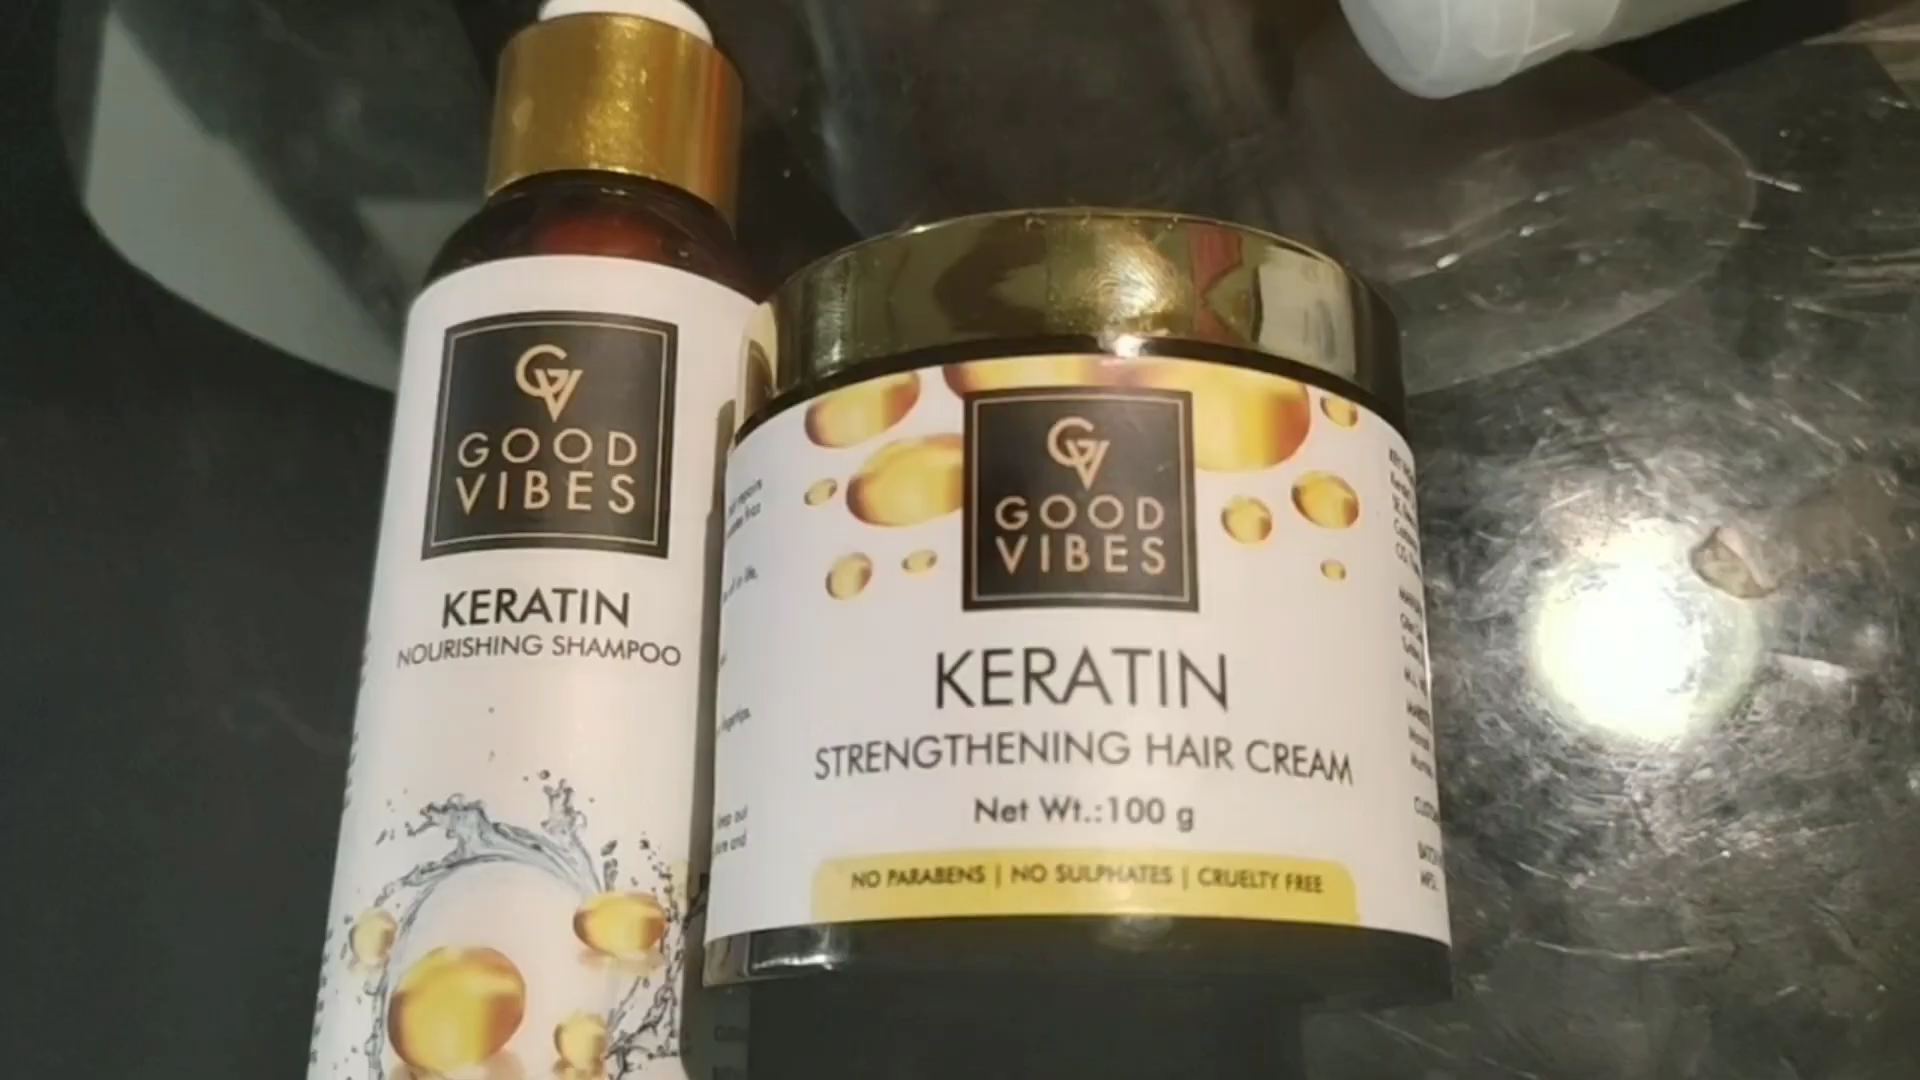 GV
GOOD
VIBES
KERATIN
NOURISHING SHAMPOO
GV
GOOD
VIBES
KERATIN
STRENGTHENING HAIR CREAM
Net Wt.:100 g
NO PARABENS | NO SULPHATES | CRUELTY FREE